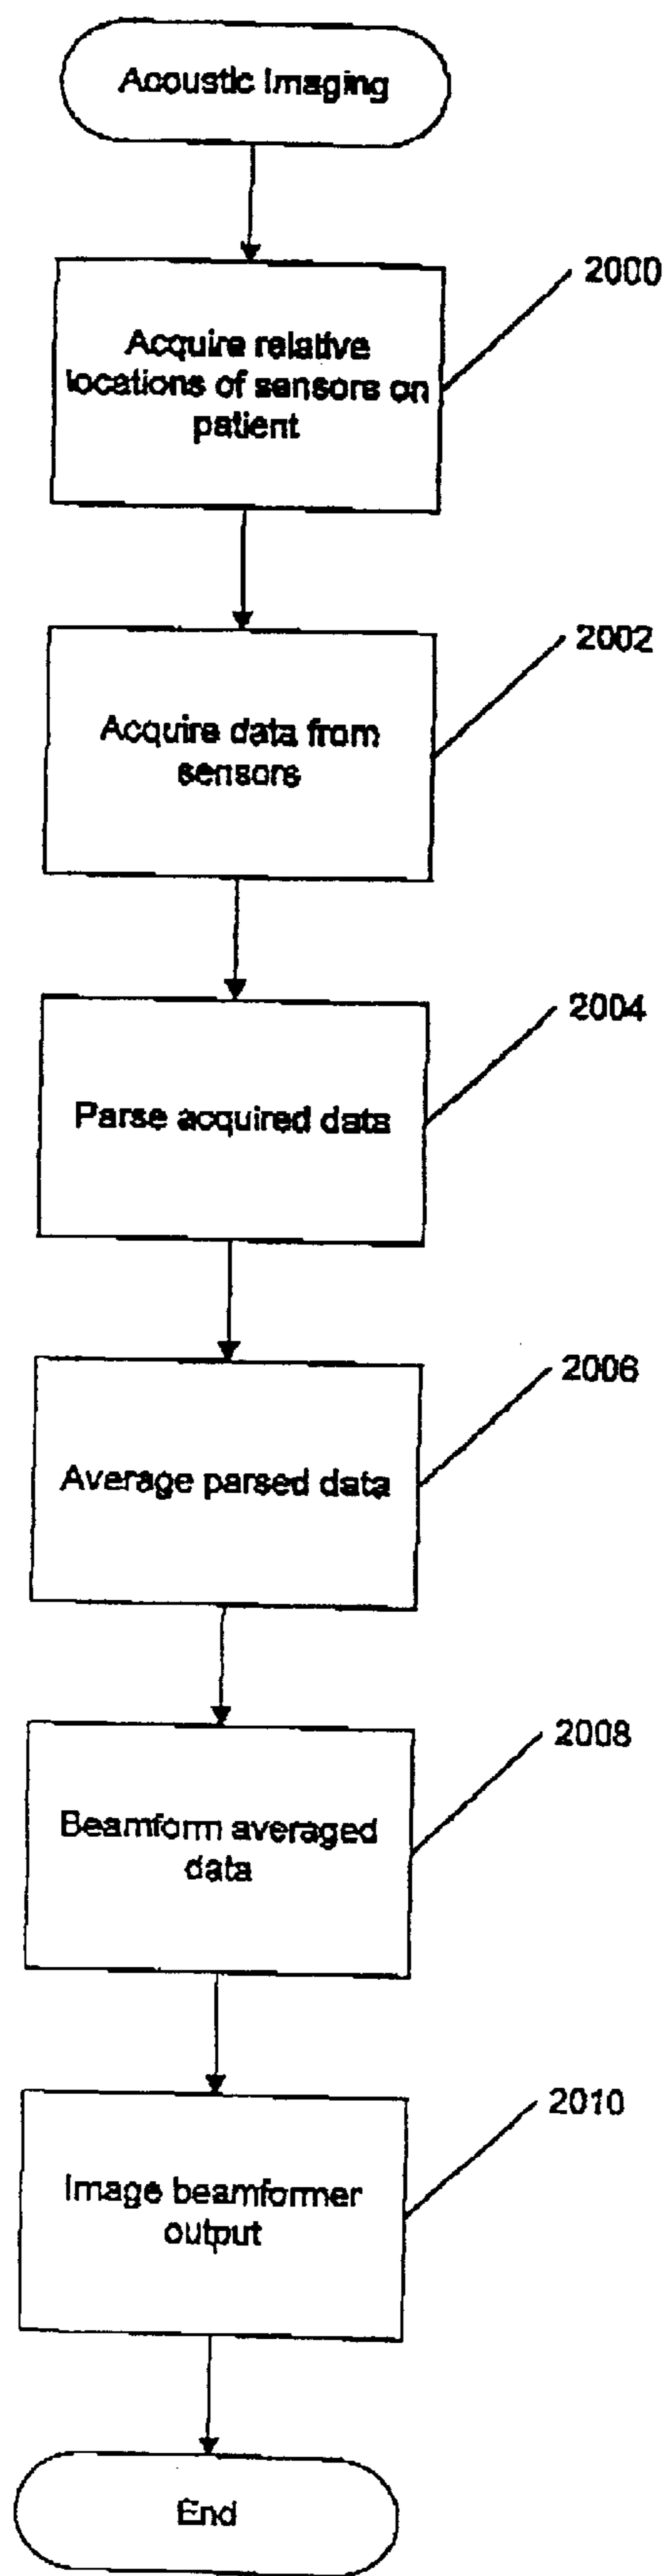 Acoustic Imaging
2000
Acquire relative
locations of sensors on
patient
2002
Acquire data from
sensors
2004
Parse acquired data
2006
Average parsed data
2008
Beamform averaged
data
2010
Image beamformer
output
End